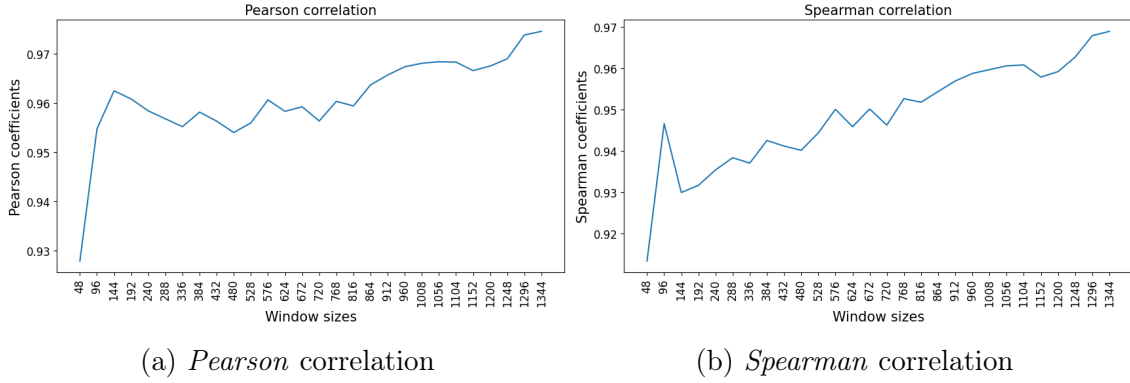 Pearson correlation
Pearson coefficients
0.97
0.96
0.95
0.94
0.93
48 96 144 192 240 288 336 384 432 480 528 576 624 672 720 768 816 864 912 960 1008 1056 1104 1152 1200 1248 1296 1344
Window sizes
(a) Pearson correlation
Spearman correlation
Spearman coefficients
0.97
0.96
0.95
0.94
0.93
0.92
48 96 144 192 240 288 336 384 432 480 528 576 624 672 720 768 816 864 912 960 1008 1056 1104 1152 1200 1248 1296 1344
Window sizes
(b) Spearman correlation